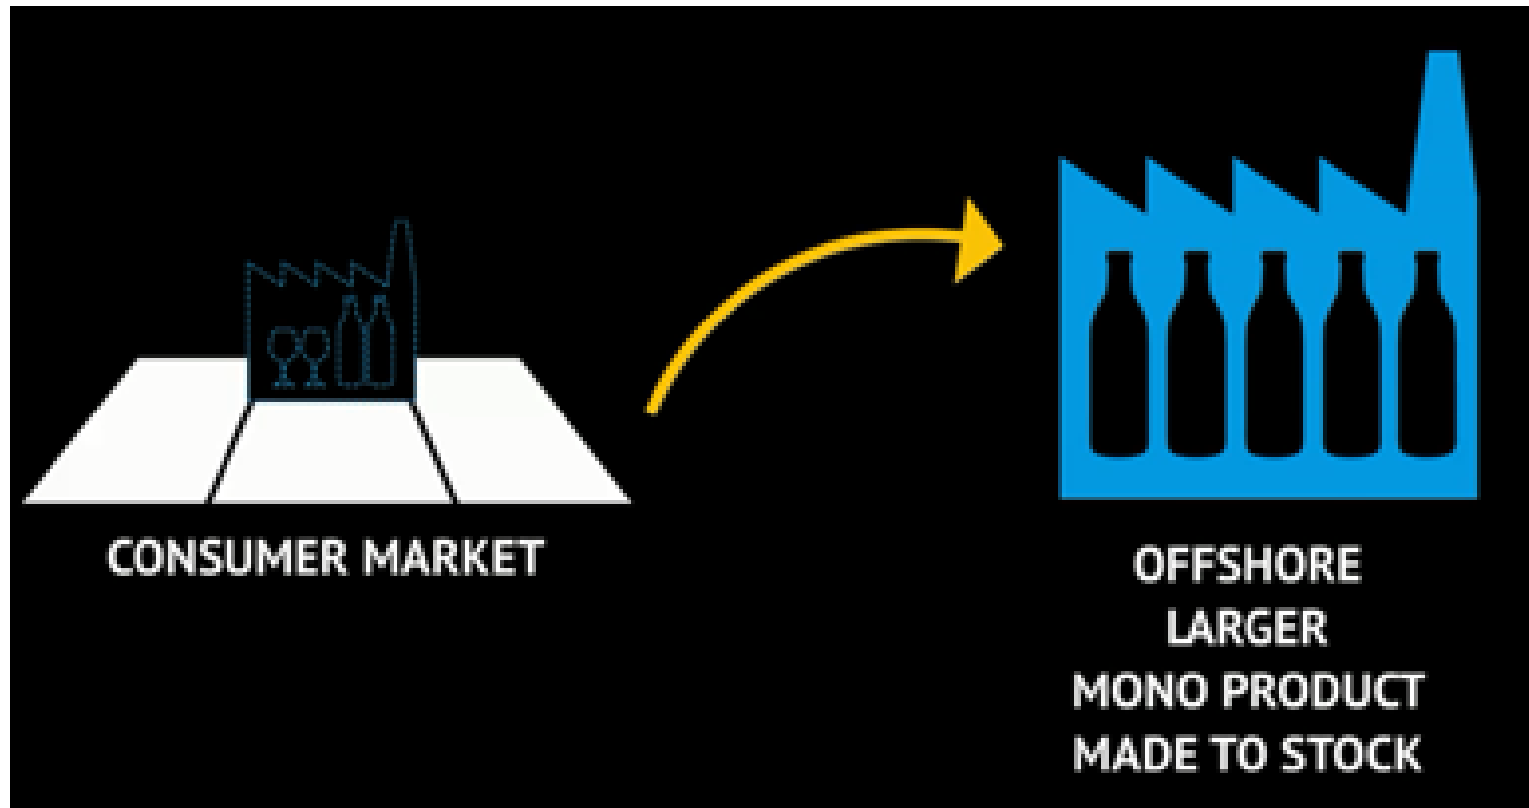 CONSUMER MARKET
OFFSHORE
LARGER
MONO PRODUCT
MADE TO STOCK